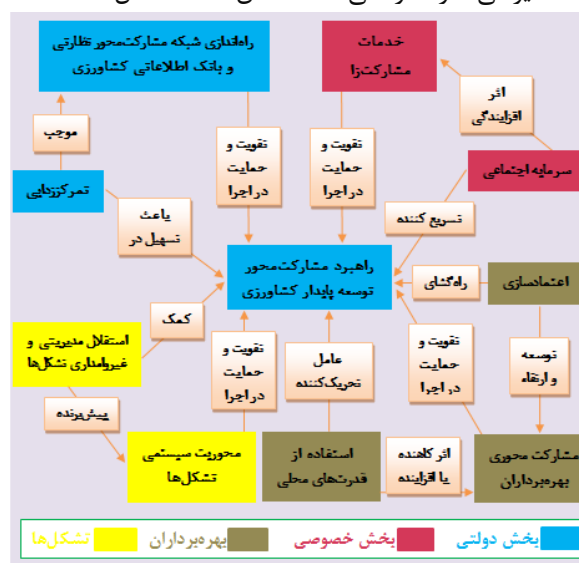 راه‌اندازی شبکه مشارکت‌محور نظارتی
و بانک اطلاعاتی کشاورزی
خدمات
مشارکت‌زا
اثر
افزایندگی
موجب
تقویت و
حمایت
در اجرا
تقویت و
حمایت
در اجرا
تمرکززدایی
سرمایه اجتماعی
باعث
تسهیل در
تسریع کننده
راهبرد مشارکت‌محور
توسعه پایدار کشاورزی
راه‌گشای
اعتمادسازی
کمک
استقلال مدیریتی و
غیروامداری تشکل‌ها
تقویت و
حمایت
در اجرا
عامل
تحریک‌کننده
تقویت و
حمایت
در اجرا
توسعه
و ارتقاء
پیش‌برنده
محوریت سیستمی
تشکل‌ها
استفاده از
قدرت‌های محلی
اثر کاهنده
یا افزاینده
مشارکت محوری
بهره‌برداران
بخش دولتی
بخش خصوصی
بهره‌برداران
تشکل‌ها